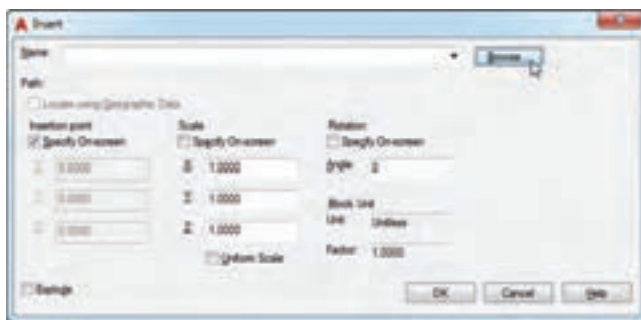 A Insert
Name: Browse...
Path:
Locate using Geographic Data
Insertion point Scale Rotation
Specify On-screen Specify On-screen Specify On-screen
X: 0.0000 X: 1.0000 Angle: 0
Y: 0.0000 Y: 1.0000 Block Unit
Z: 0.0000 Z: 1.0000 Unit: Unitless
Uniform Scale Factor: 1.0000
Explode OK Cancel Help